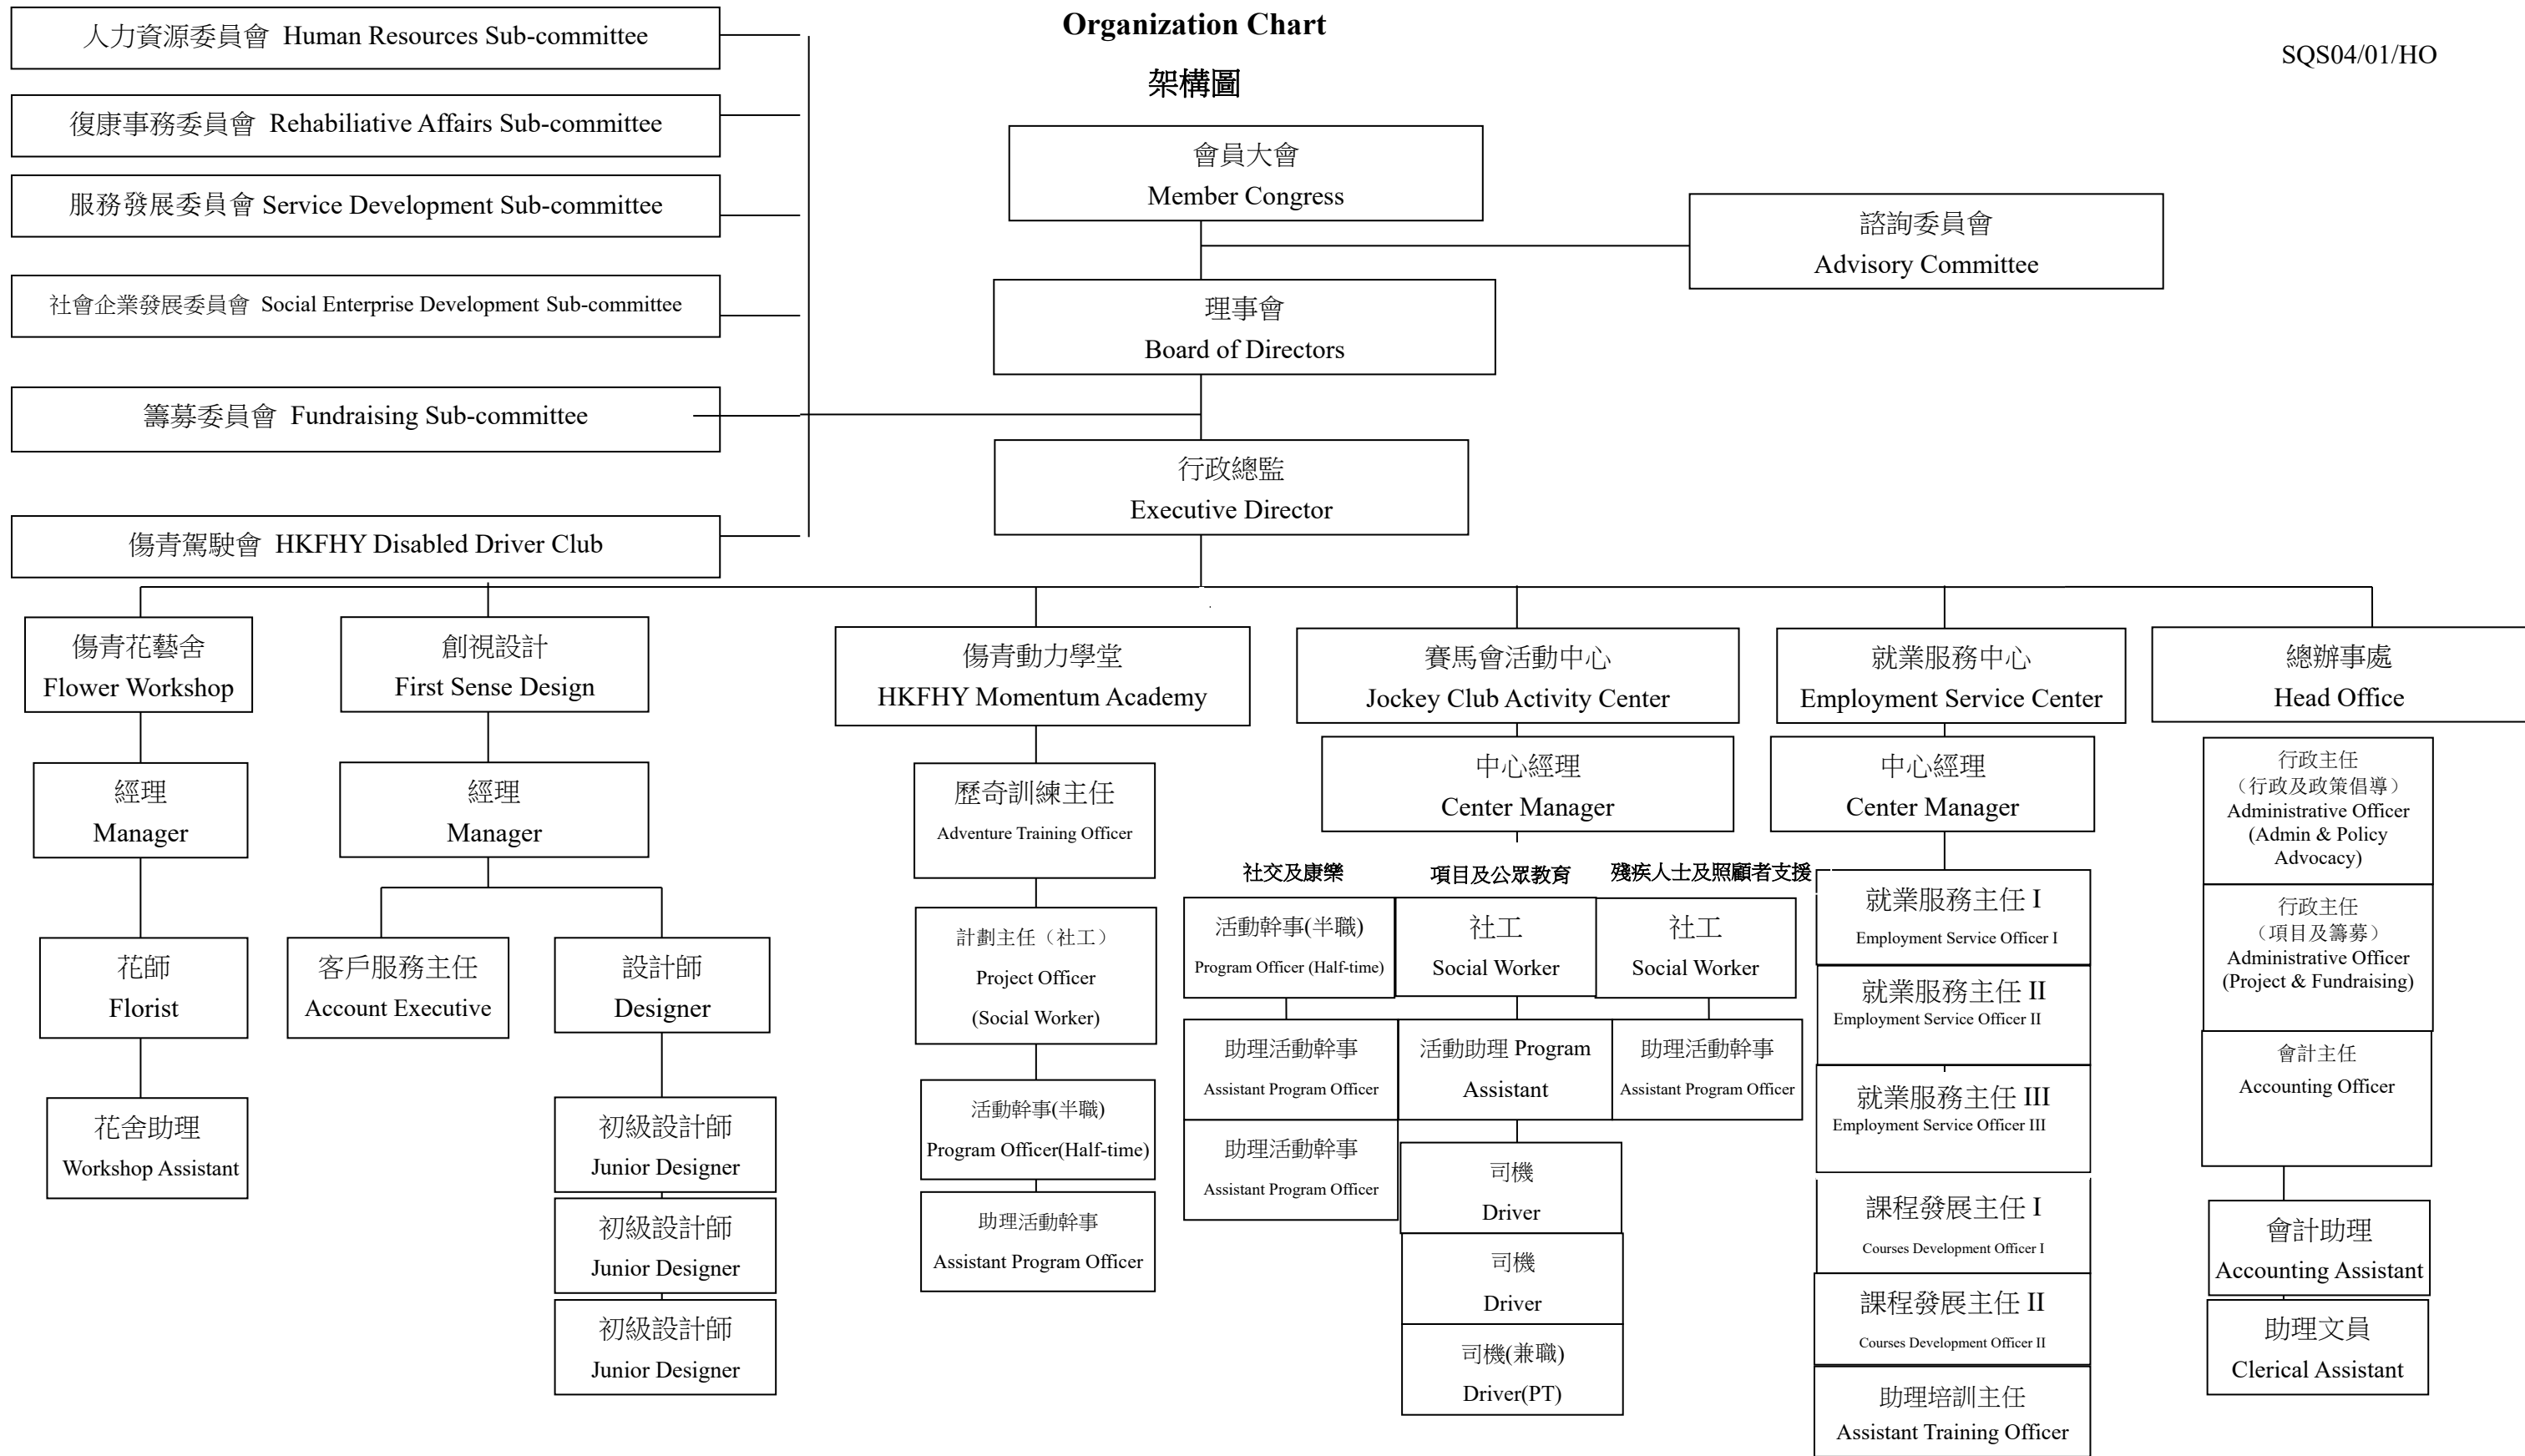 Organization Chart
架構圖
SQS04/01/HO
人力資源委員會 Human Resources Sub-committee
復康事務委員會 Rehabiliative Affairs Sub-committee
服務發展委員會 Service Development Sub-committee
社會企業發展委員會 Social Enterprise Development Sub-committee
籌募委員會 Fundraising Sub-committee
傷青駕駛會 HKFHY Disabled Driver Club
會員大會
Member Congress
諮詢委員會
Advisory Committee
理事會
Board of Directors
行政總監
Executive Director
傷青花藝舍
Flower Workshop
經理
Manager
花師
Florist
花舍助理
Workshop Assistant
創視設計
First Sense Design
經理
Manager
客戶服務主任
Account Executive
設計師
Designer
初級設計師
Junior Designer
初級設計師
Junior Designer
初級設計師
Junior Designer
傷青動力學堂
HKFHY Momentum Academy
歷奇訓練主任
Adventure Training Officer
計劃主任（社工）
Project Officer
(Social Worker)
活動幹事(半職)
Program Officer(Half-time)
助理活動幹事
Assistant Program Officer
賽馬會活動中心
Jockey Club Activity Center
中心經理
Center Manager
社交及康樂
活動幹事(半職)
Program Officer (Half-time)
助理活動幹事
Assistant Program Officer
助理活動幹事
Assistant Program Officer
項目及公眾教育
社工
Social Worker
活動助理 Program
Assistant
司機
Driver
司機
Driver
司機(兼職)
Driver(PT)
殘疾人士及照顧者支援
社工
Social Worker
助理活動幹事
Assistant Program Officer
就業服務中心
Employment Service Center
中心經理
Center Manager
就業服務主任 I
Employment Service Officer I
就業服務主任 II
Employment Service Officer II
就業服務主任 III
Employment Service Officer III
課程發展主任 I
Courses Development Officer I
課程發展主任 II
Courses Development Officer II
助理培訓主任
Assistant Training Officer
總辦事處
Head Office
行政主任
（行政及政策倡導）
Administrative Officer
(Admin & Policy
Advocacy)
行政主任
（項目及籌募）
Administrative Officer
(Project & Fundraising)
會計主任
Accounting Officer
會計助理
Accounting Assistant
助理文員
Clerical Assistant